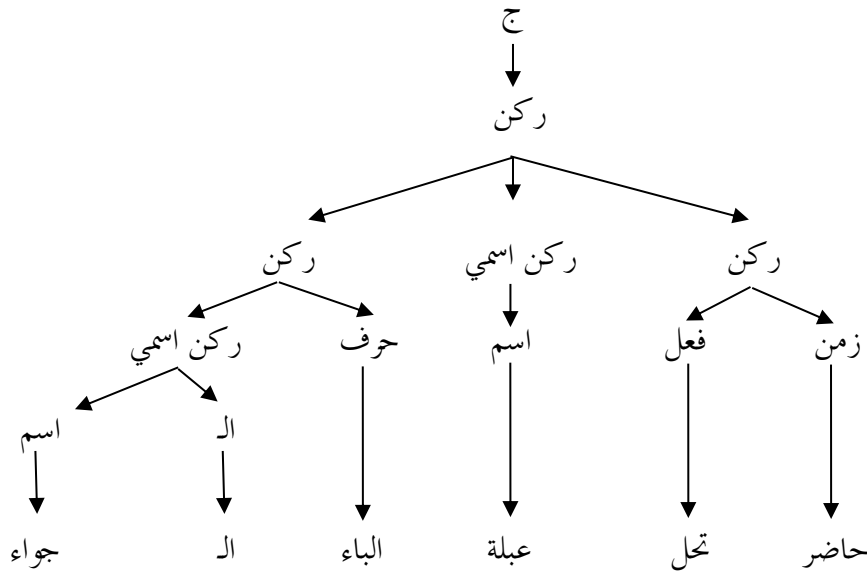 ج
ركن
ركن ركن اسمي ركن
زمن فعل اسم حرف ركن اسمي
الـ اسم
حاضر تحل عبلة الباء الـ جواء